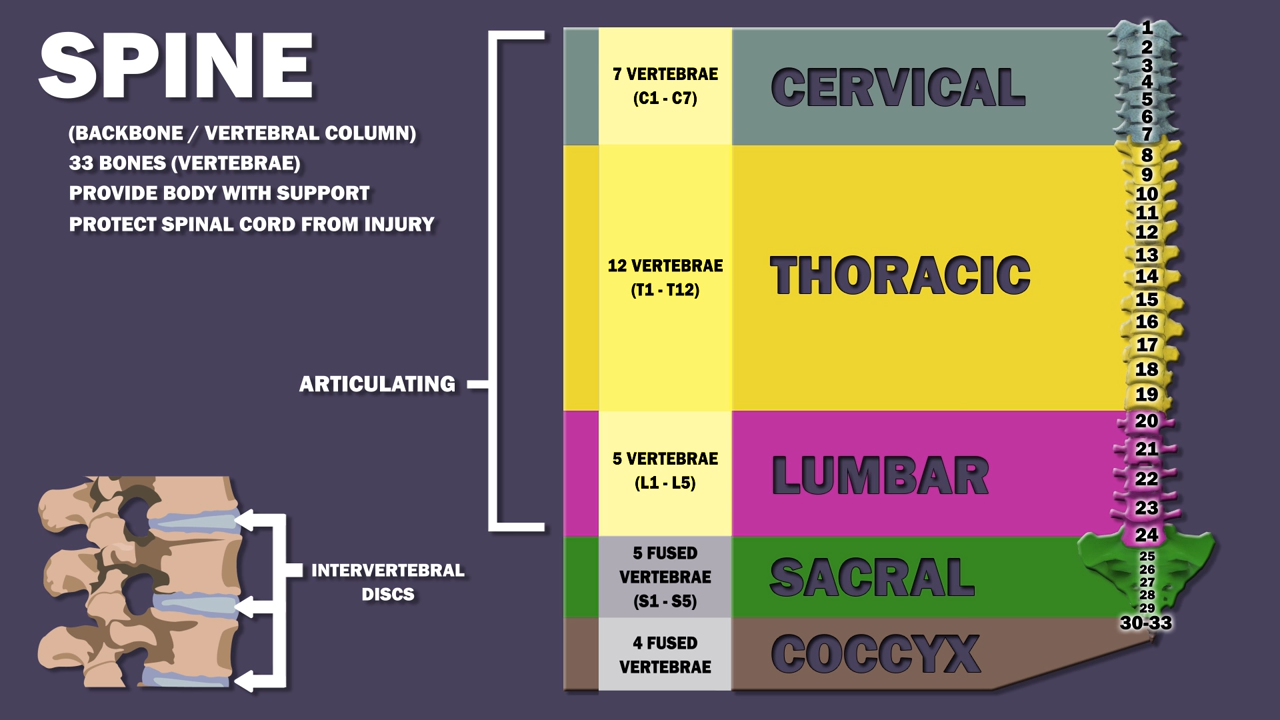 SPINE
(BACKBONE / VERTEBRAL COLUMN)
33 BONES (VERTEBRAE)
PROVIDE BODY WITH SUPPORT
PROTECT SPINAL CORD FROM INJURY
ARTICULATING
INTERVERTEBRAL
DISCS
7 VERTEBRAE
(C1 - C7)
CERVICAL
12 VERTEBRAE
(T1 - T12)
THORACIC
5 VERTEBRAE
(L1 - L5)
LUMBAR
5 FUSED
VERTEBRAE
(S1 - S5)
SACRAL
4 FUSED
VERTEBRAE
COCCYX
1
2
3
4
5
6
7
8
9
10
11
12
13
14
15
16
17
18
19
20
21
22
23
24
25
26
27
28
29
30-33